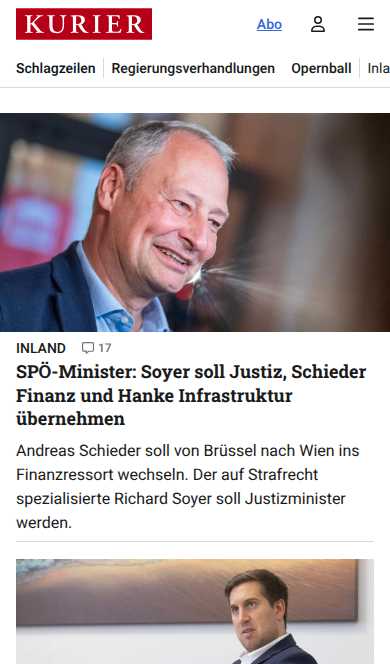 KURIER
Abo
Schlagzeilen
Regierungsverhandlungen
Opernball
Inla
INLAND
17
SPÖ-Minister: Soyer soll Justiz, Schieder
Finanz und Hanke Infrastruktur
übernehmen
Andreas Schieder soll von Brüssel nach Wien ins
Finanzressort wechseln. Der auf Strafrecht
spezialisierte Richard Soyer soll Justizminister
werden.